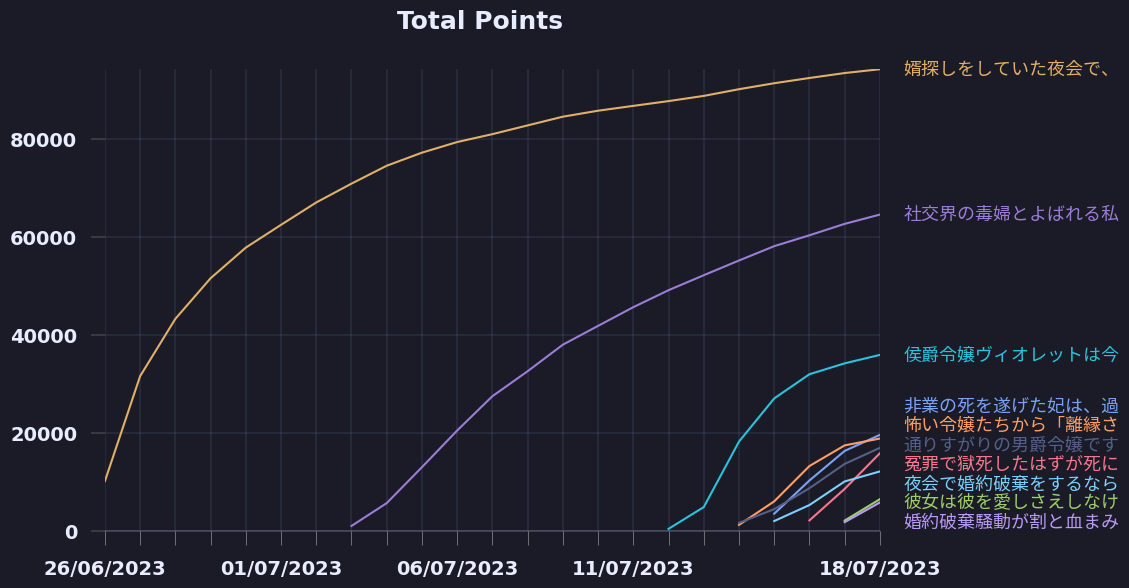 Total Points
80000
60000
40000
20000
0
26/06/2023
01/07/2023
06/07/2023
11/07/2023
18/07/2023
婿探しをしていた夜会で、
社交界の毒婦とよばれる私
侯爵令嬢ヴィオレットは今
非業の死を遂げた妃は、過
怖い令嬢たちから「離縁さ
通りすがりの男爵令嬢です
冤罪で獄死したはずが死に
夜会で婚約破棄をするなら
彼女は彼を愛しさえしなけ
婚約破棄騒動が割と血まみ